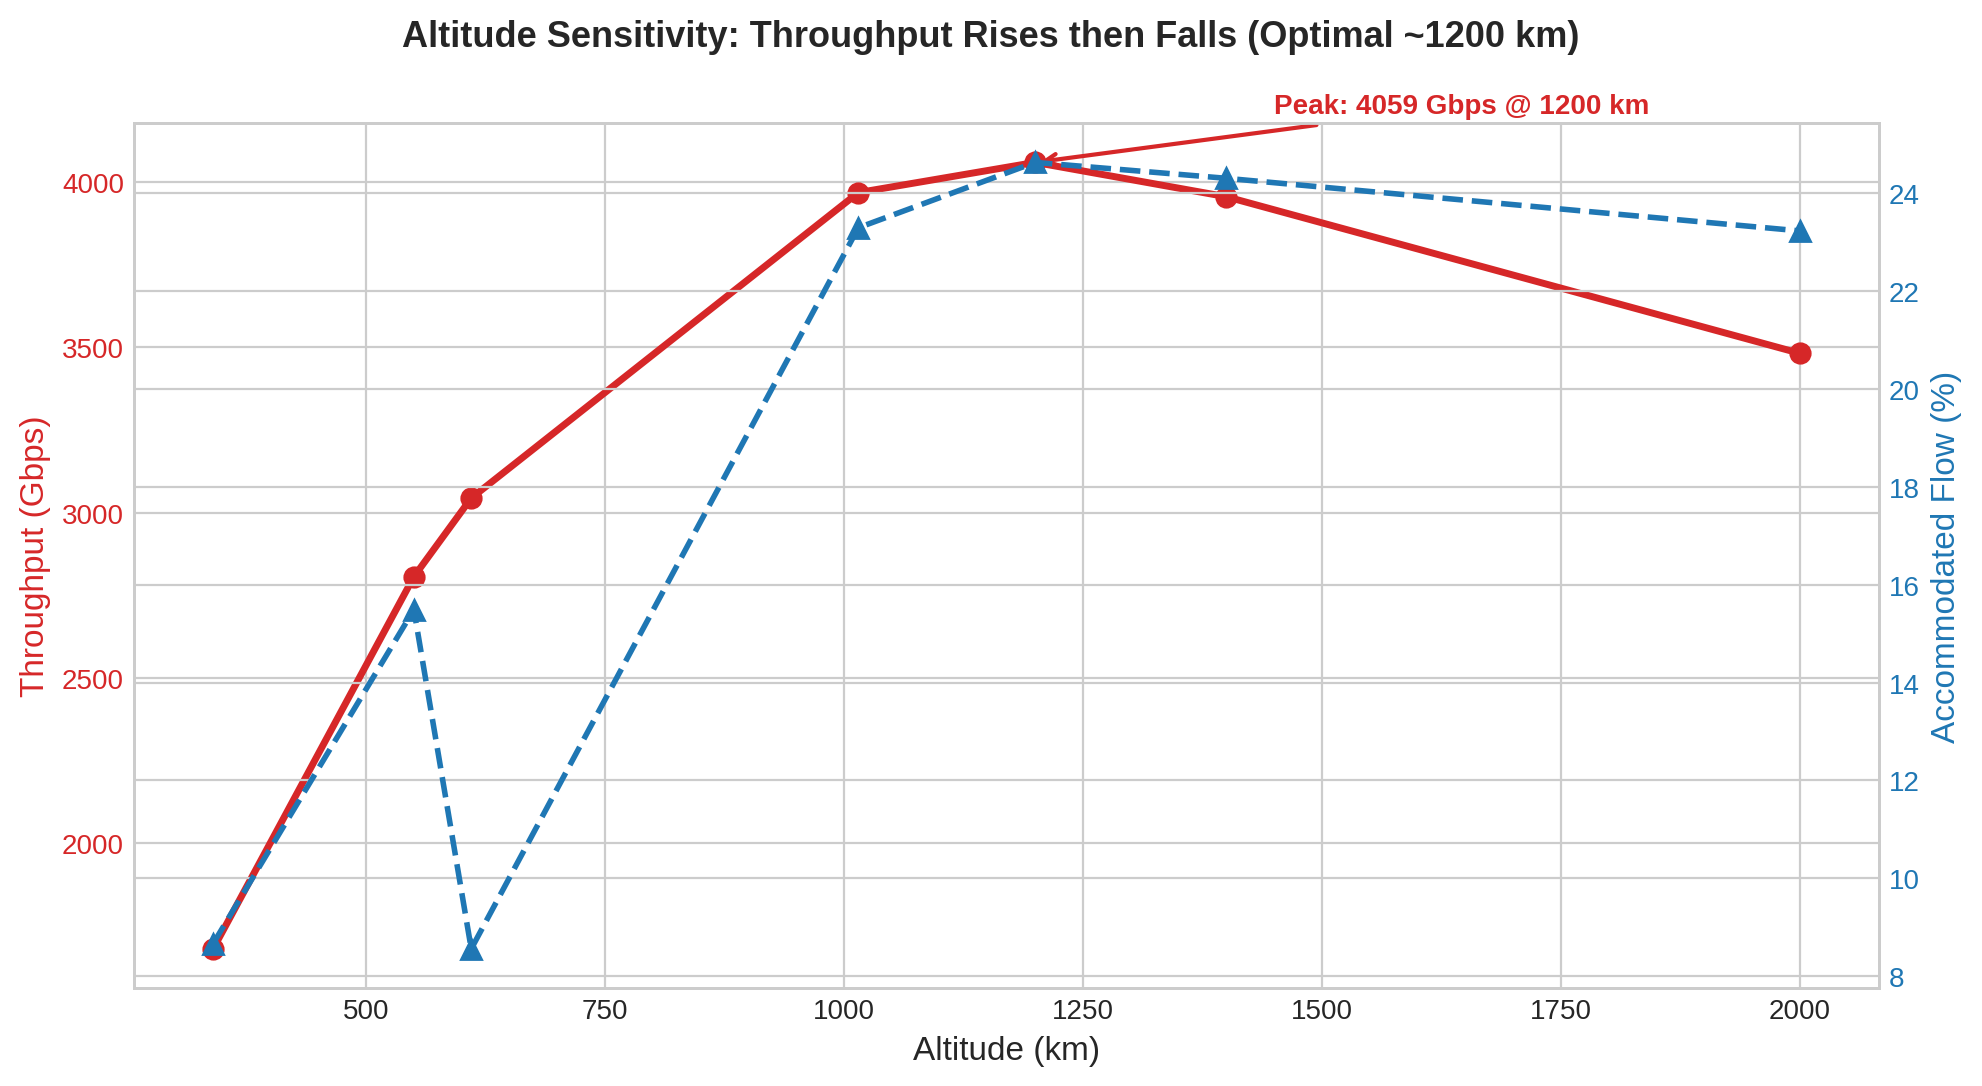 Altitude Sensitivity: Throughput Rises then Falls (Optimal ~1200 km)
Peak: 4059 Gbps @ 1200 km
Throughput (Gbps)
4000
3500
3000
2500
2000
24
22
20
18
16
14
12
10
8
Accommodated Flow (%)
500 750 1000 1250 1500 1750 2000
Altitude (km)